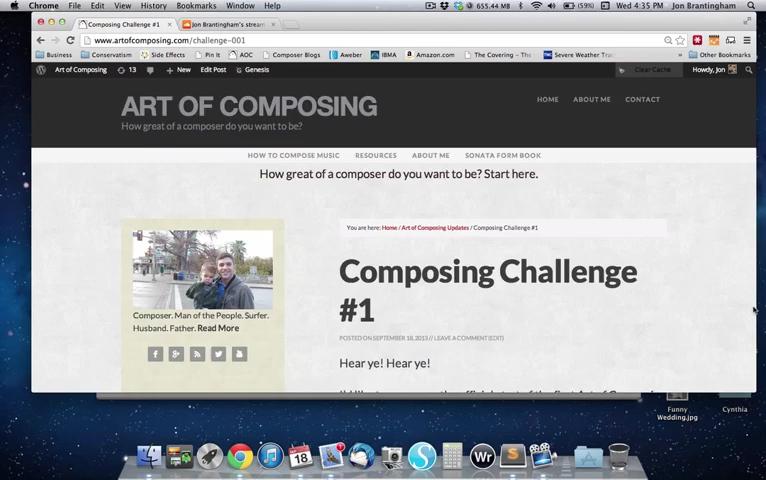 Chrome File Edit View History Bookmarks Window Help 655.44 MB (59%) Wed 4:35 PM Jon Brantingham
Composing Challenge #1 Jon Brantingham's stream
www.artofcomposing.com/challenge-001
Business Conservatism Side Effects Pin It AOC Composer Blogs Aweber IBMA Amazon.com The Covering – The... Severe Weather Tra... Other Bookmarks
Art of Composing 13 New Edit Post Genesis Clear Cache Howdy, Jon
ART OF COMPOSING
How great of a composer do you want to be?
HOME ABOUT ME CONTACT
HOW TO COMPOSE MUSIC RESOURCES ABOUT ME SONATA FORM BOOK
How great of a composer do you want to be? Start here.
You are here: Home / Art of Composing Updates / Composing Challenge #1
Composing Challenge
#1
POSTED ON SEPTEMBER 18, 2013 // LEAVE A COMMENT (EDIT)
Hear ye! Hear ye!
Composer. Man of the People. Surfer.
Husband. Father. Read More
Funny
Wedding.jpg
Cynthia
18
Wr
S